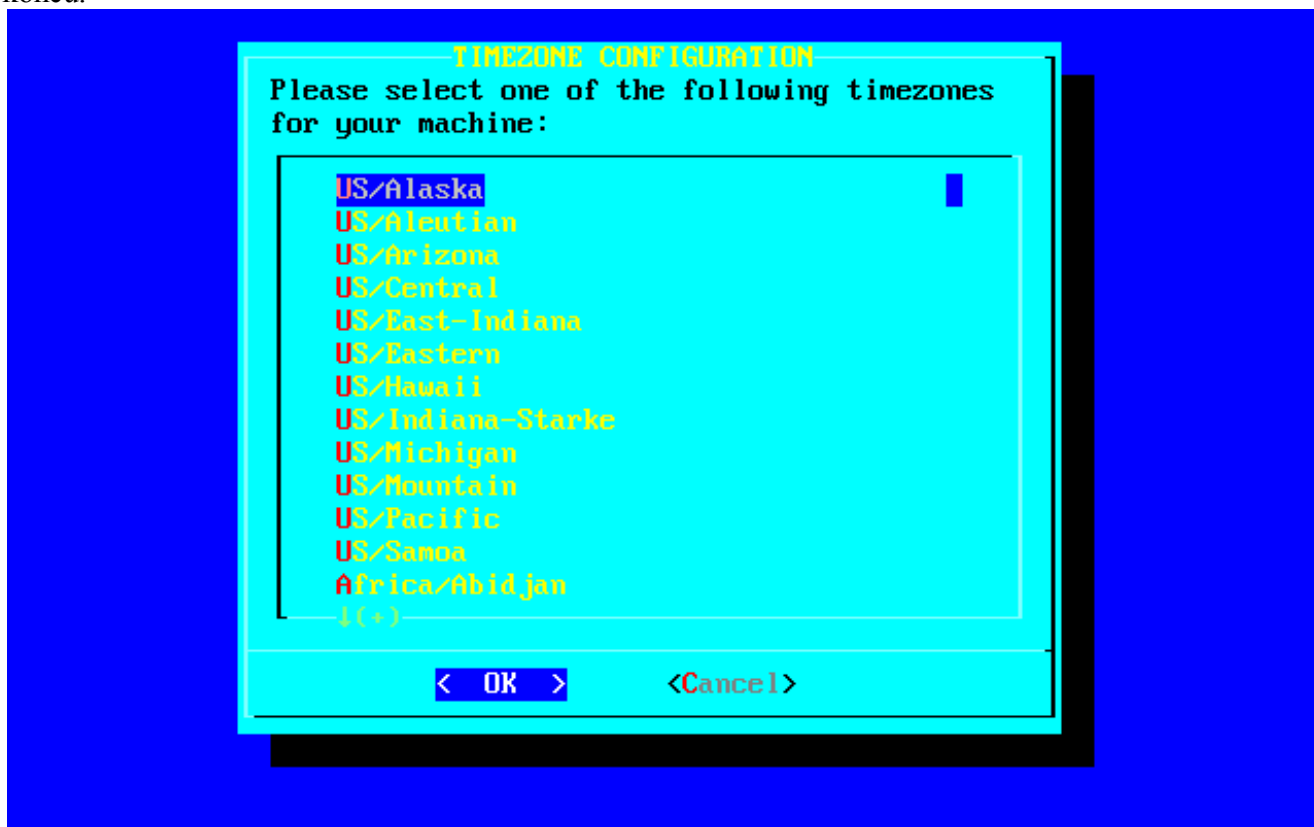 TIMEZONE CONFIGURATION
Please select one of the following timezones
for your machine:
US/Alaska
US/Aleutian
US/Arizona
US/Central
US/East-Indiana
US/Eastern
US/Hawaii
US/Indiana-Starke
US/Michigan
US/Mountain
US/Pacific
US/Samoa
Africa/Abidjan
↓(+)
< OK > <Cancel>